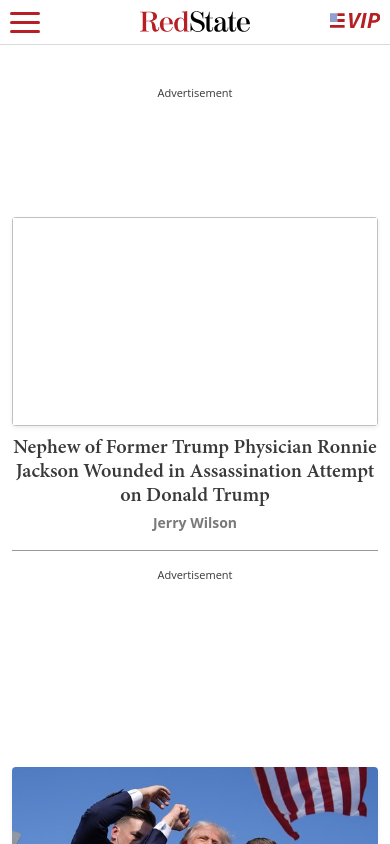 RedState
VIP
Advertisement
Nephew of Former Trump Physician Ronnie
Jackson Wounded in Assassination Attempt
on Donald Trump
Jerry Wilson
Advertisement